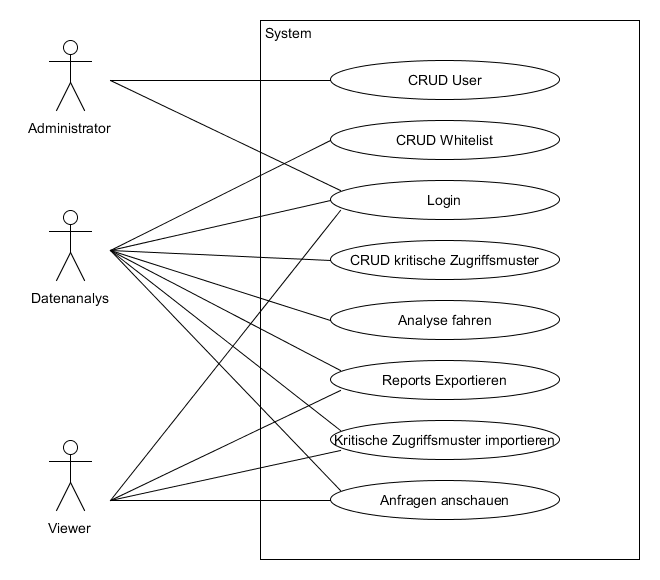 System
CRUD User
Administrator
CRUD Whitelist
Login
CRUD kritische Zugriffsmuster
Datenanalys
Analyse fahren
Reports Exportieren
Kritische Zugriffsmuster importieren
Anfragen anschauen
Viewer